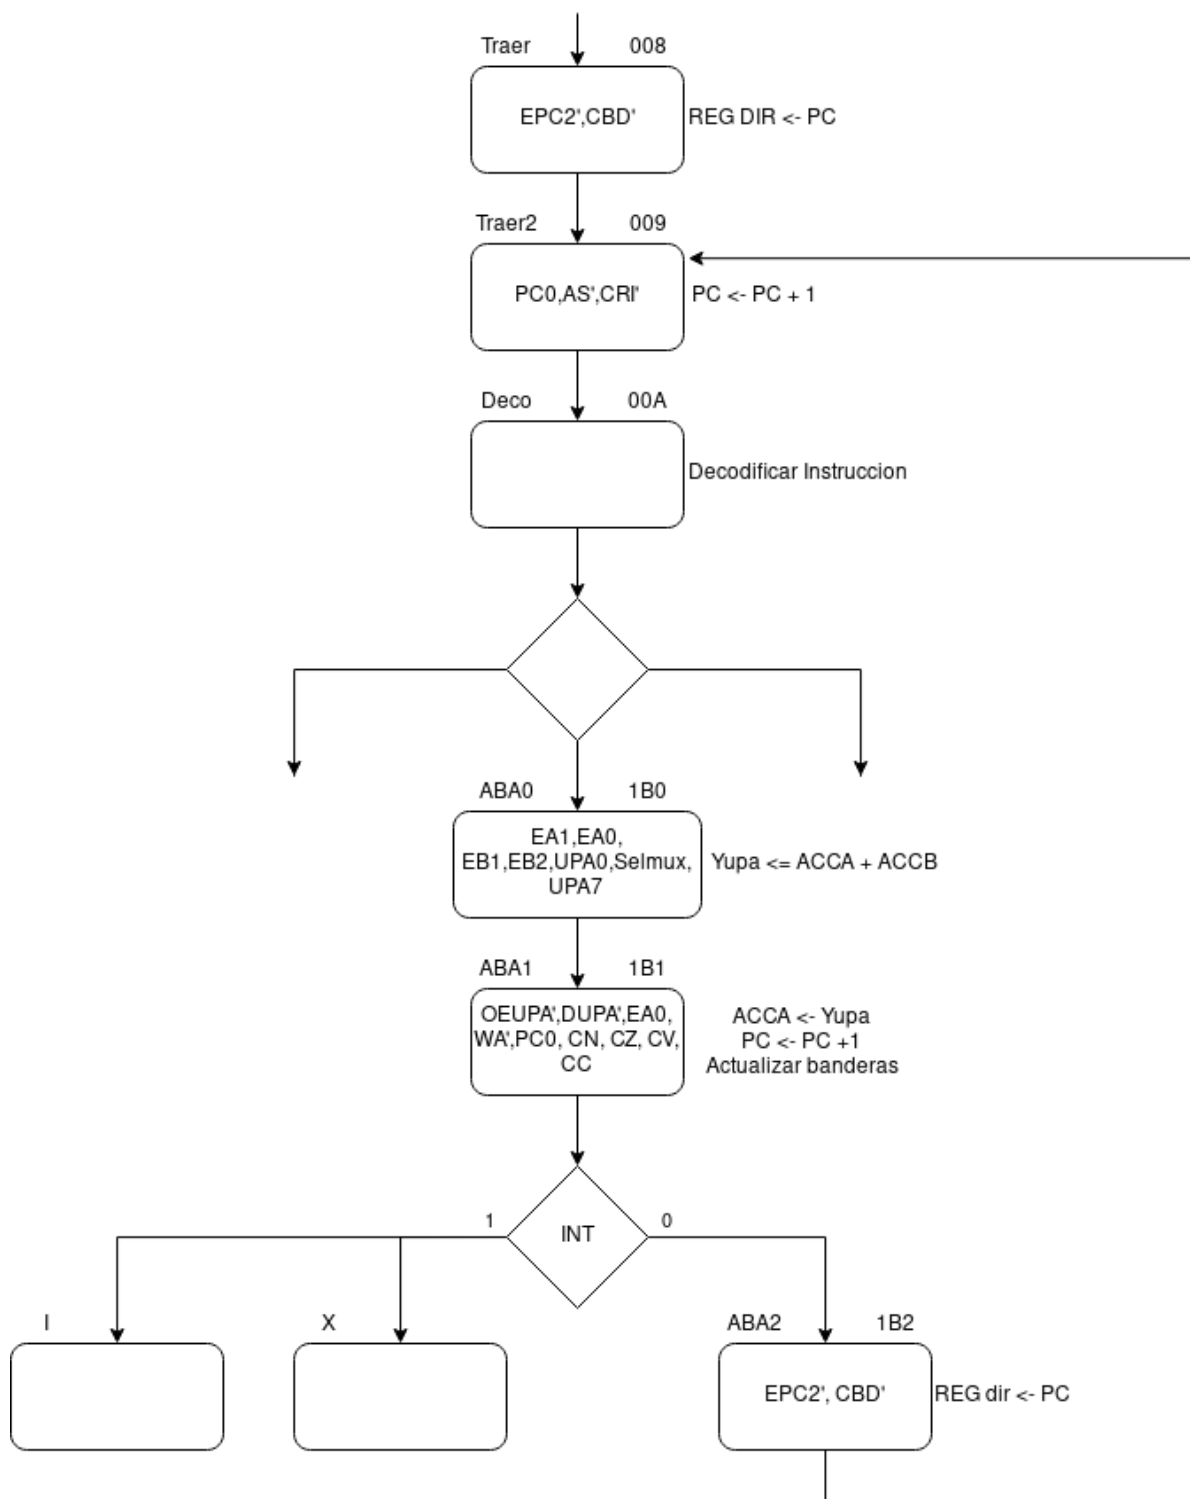 Traer 008
EPC2',CBD'
REG DIR <- PC
Traer2 009
PC0,AS',CRI'
PC <- PC + 1
Deco 00A
Decodificar Instruccion
ABA0 1B0
EA1,EA0,
EB1,EB2,UPA0,Selmux,
UPA7
Yupa <= ACCA + ACCB
ABA1 1B1
OEUPA',DUPA',EA0,
WA',PC0, CN, CZ, CV,
CC
ACCA <- Yupa
PC <- PC +1
Actualizar banderas
INT
1
0
I
X
ABA2 1B2
EPC2', CBD'
REG dir <- PC